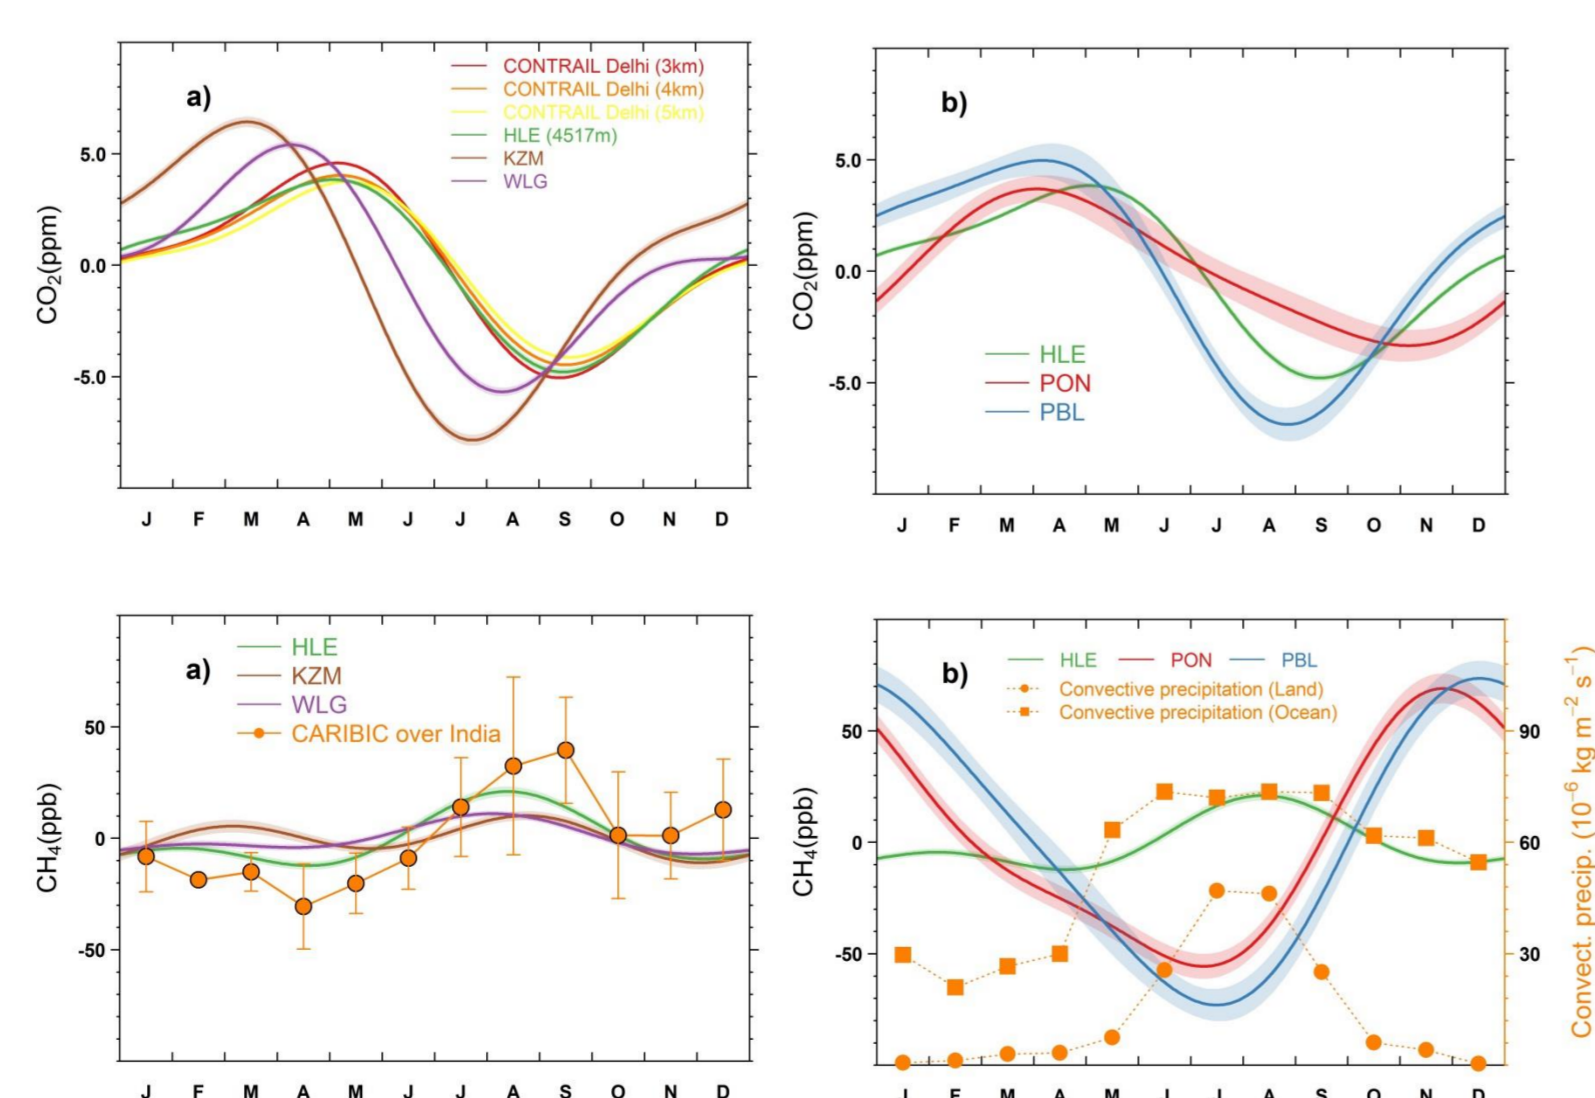 a)
CONTRAIL Delhi (3km)
CONTRAIL Delhi (4km)
CONTRAIL Delhi (5km)
HLE (4517m)
KZM
WLG
CO₂(ppm)
5.0
0.0
-5.0
J F M A M J J A S O N D
b)
CO₂(ppm)
5.0
0.0
-5.0
HLE
PON
PBL
J F M A M J J A S O N D
a)
HLE
KZM
WLG
CARIBIC over India
CH₄(ppb)
50
0
-50
J F M A M J J A S O N D
b)
HLE PON PBL
Convective precipitation (Land)
Convective precipitation (Ocean)
CH₄(ppb)
50
0
-50
90
60
30
Convect. precip. (10⁻⁶ kg m⁻² s⁻¹)
J F M A M J J A S O N D